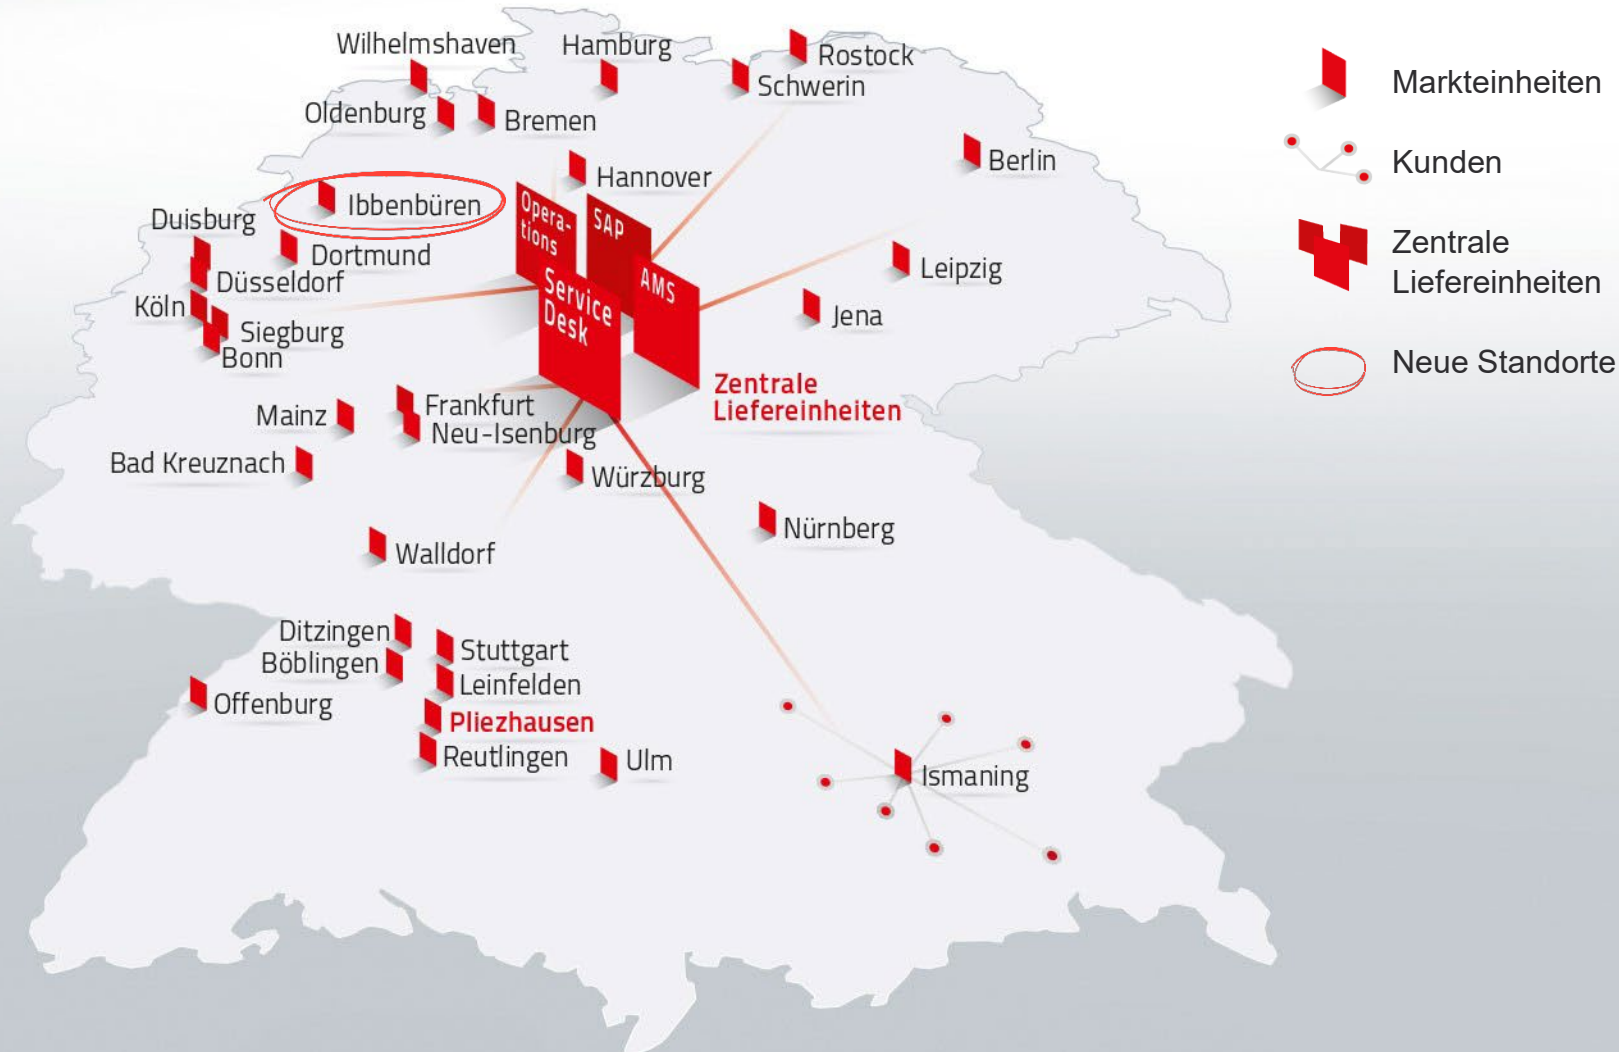 Wilhelmshaven
Hamburg
Rostock
Schwerin
Oldenburg
Bremen
Berlin
Hannover
Ibbenbüren
Duisburg
Dortmund
Düsseldorf
Köln
Siegburg
Bonn
Opera-
tions
SAP
Service
Desk
AMS
Leipzig
Jena
Zentrale
Liefereinheiten
Mainz
Frankfurt
Neu-Isenburg
Bad Kreuznach
Würzburg
Nürnberg
Walldorf
Ditzingen
Stuttgart
Böblingen
Leinfelden
Offenburg
Pliezhausen
Reutlingen
Ulm
Ismaning
Markteinheiten
Kunden
Zentrale
Liefereinheiten
Neue Standorte